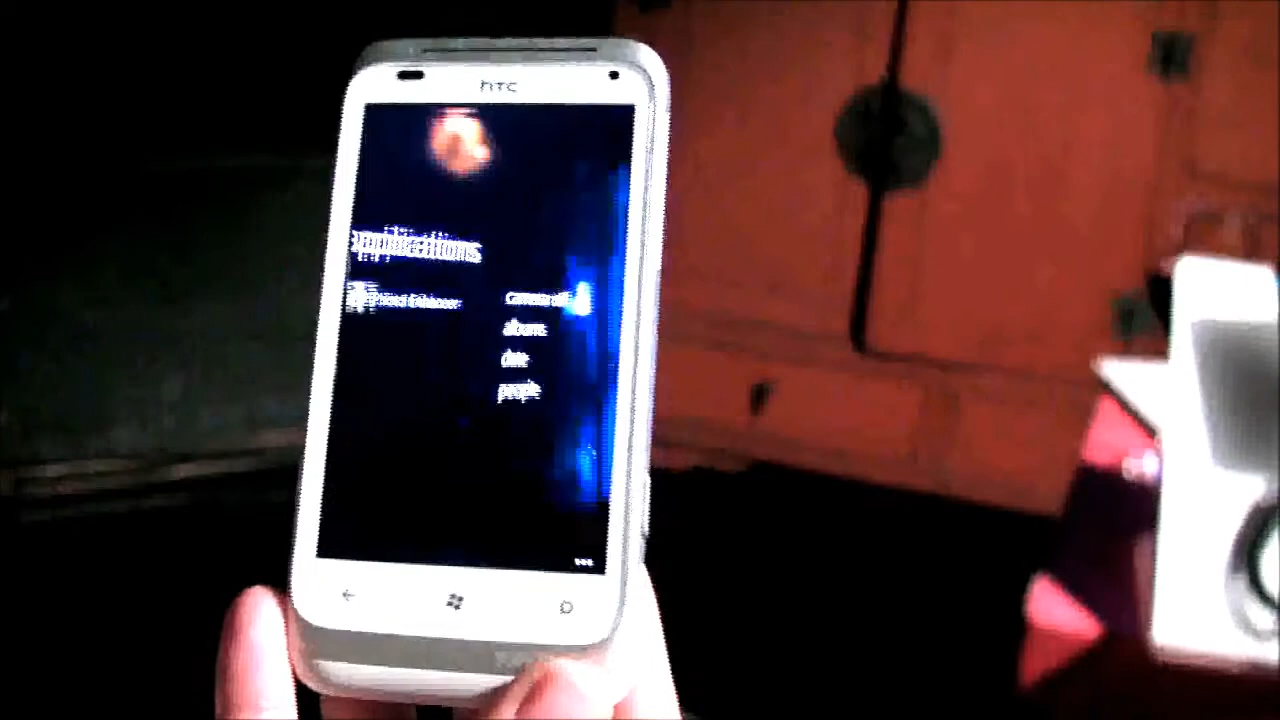 hTC
applications
Photo Enhancer
camera roll
albums
date
people